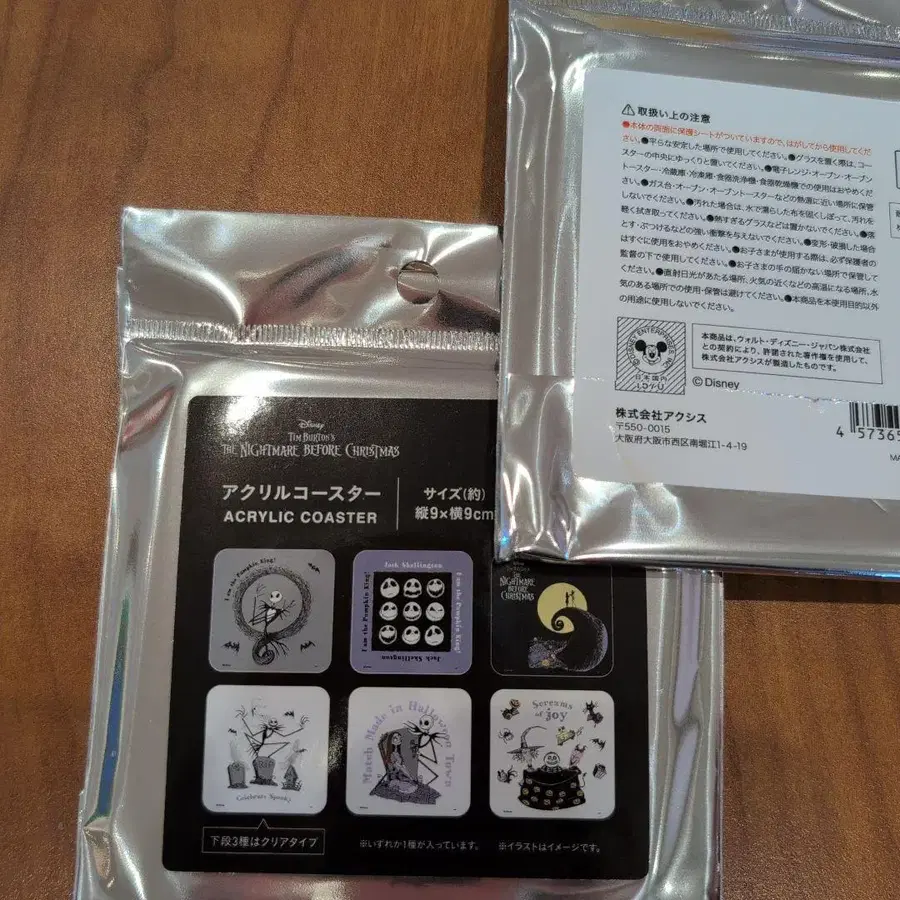 ⚠取扱い上の注意
●本体の両面に保護シートがついていますので、はがしてから使用してくだ
さい。●平らな安定した場所で使用してください。●グラスを置く際は、コー
スターの中央にゆっくりと置いてください。●電子レンジ・オーブン・オーブン
トースター・冷蔵庫・冷凍庫・食器洗浄機・食器乾燥機での使用はおやめくだ
さい。●ガス台・オーブン・オーブントースターなどの熱源に近い場所に保管
しないでください。●汚れた場合は、水で濡らした布を固くしぼって、汚れを
軽く拭き取ってください。●熱すぎるグラスなどは置かないでください。●落
とす・ぶつけるなどの強い衝撃を与えないでください。●変形・破損した場合
はすぐに使用をおやめください。●お子さまが使用する際は、必ず保護者の
監督の下で使用してください。●お子さまの手の届かない場所で保管して
ください。●直射日光があたる場所、火気の近くなどの高温になる場所、水
気のある場所での使用・保管は避けてください。●本商品を本来使用目的以外
の用途に使用しないでください。
日本国内
本商品は、ウォルト・ディズニー・ジャパン株式会社
との契約により、許諾された著作権を使用して、
株式会社アクシスが製造したものです。
©Disney
株式会社アクシス
〒550-0015
大阪府大阪市西区南堀江1-4-19
4 57365
MA
Disney
TIM BURTON'S
THE NIGHTMARE BEFORE CHRISTMAS
アクリルコースター
ACRYLIC COASTER
サイズ(約)
縦9×横9cm
I am the Pumpkin King!
Jack Skellington
I am the Pumpkin King!
I am the Pumpkin King!
Jack Skellington
NIGHTMARE
BEFORE
CHRISTMAS
Celebrate Spooky
Match Made in Halloween Town
Screams
of joy
下段3種はクリアタイプ
※いずれか1種が入っています。
※イラストはイメージです。